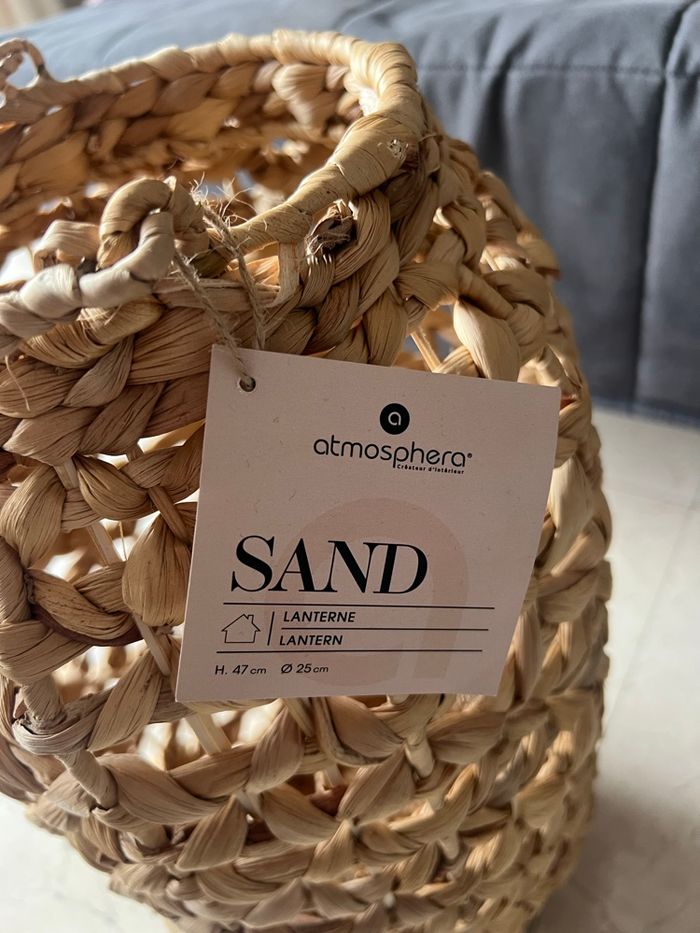 a
atmosphera®
Créateur d'intérieur
SAND
LANTERNE
LANTERN
H. 47 cm Ø 25 cm